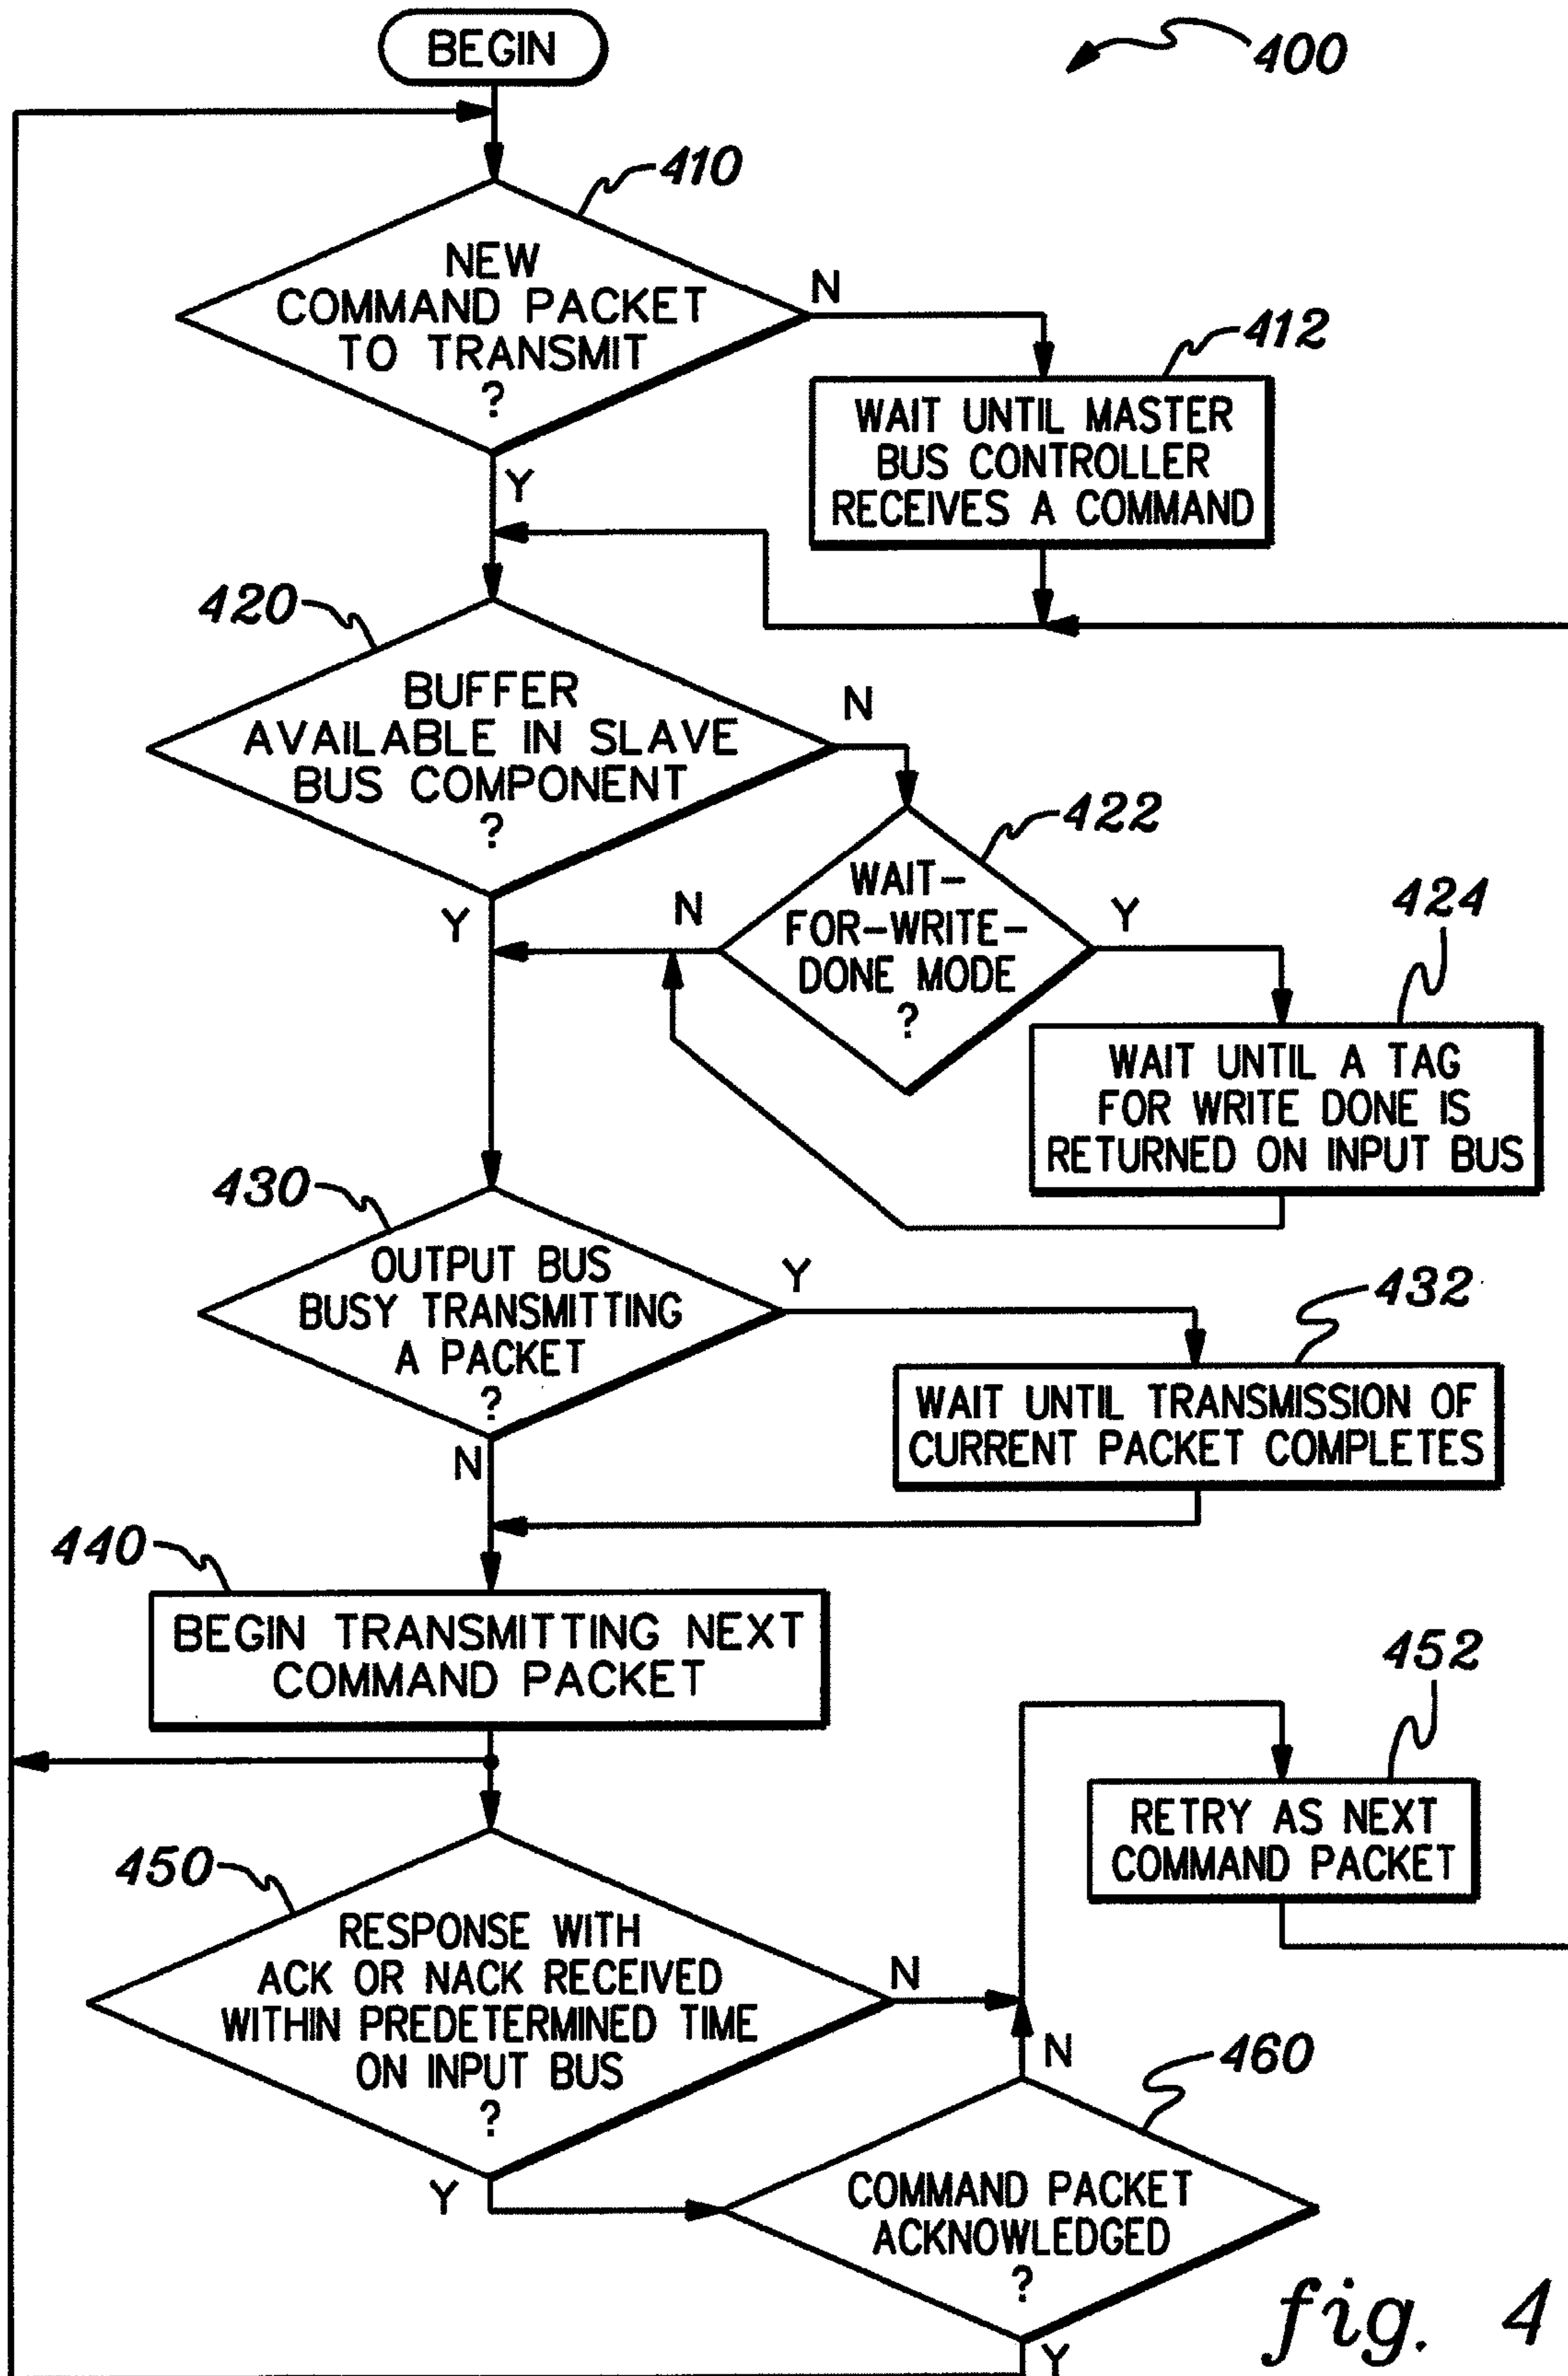 BEGIN
400
410
NEW
COMMAND PACKET
TO TRANSMIT
?
N
Y
412
WAIT UNTIL MASTER
BUS CONTROLLER
RECEIVES A COMMAND
420
BUFFER
AVAILABLE IN SLAVE
BUS COMPONENT
?
N
Y
422
WAIT-
FOR-WRITE-
DONE MODE
?
N
Y
424
WAIT UNTIL A TAG
FOR WRITE DONE IS
RETURNED ON INPUT BUS
430
OUTPUT BUS
BUSY TRANSMITTING
A PACKET
?
Y
N
432
WAIT UNTIL TRANSMISSION OF
CURRENT PACKET COMPLETES
440
BEGIN TRANSMITTING NEXT
COMMAND PACKET
452
RETRY AS NEXT
COMMAND PACKET
450
RESPONSE WITH
ACK OR NACK RECEIVED
WITHIN PREDETERMINED TIME
ON INPUT BUS
?
N
Y
460
N
COMMAND PACKET
ACKNOWLEDGED
?
Y
fig. 4